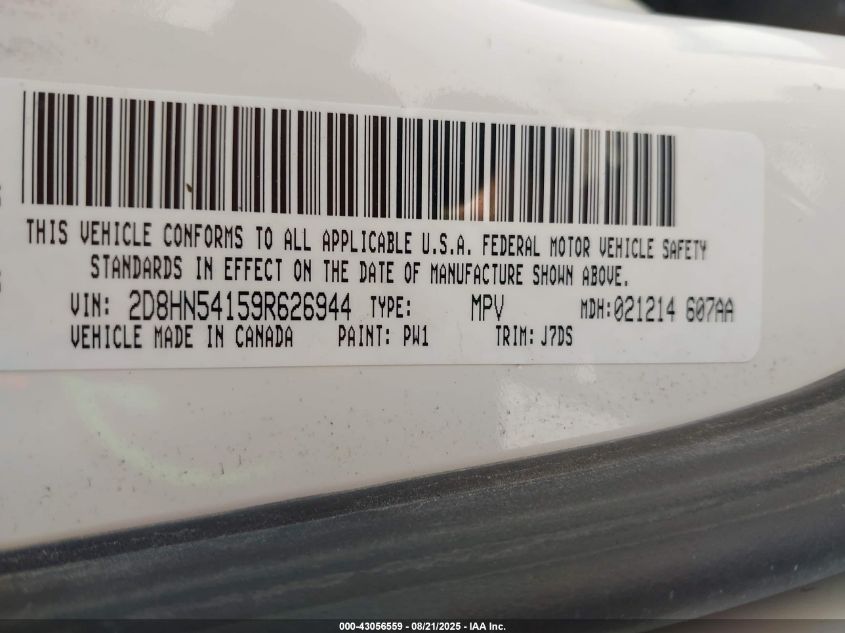 THIS VEHICLE CONFORMS TO ALL APPLICABLE U.S.A. FEDERAL MOTOR VEHICLE SAFETY
STANDARDS IN EFFECT ON THE DATE OF MANUFACTURE SHOWN ABOVE.
VIN: 2D8HN54159R626944 TYPE: MPV MDH:021214 607AA
VEHICLE MADE IN CANADA PAINT: PW1 TRIM: J7DS
000-43056559 - 08/21/2025 - IAA Inc.